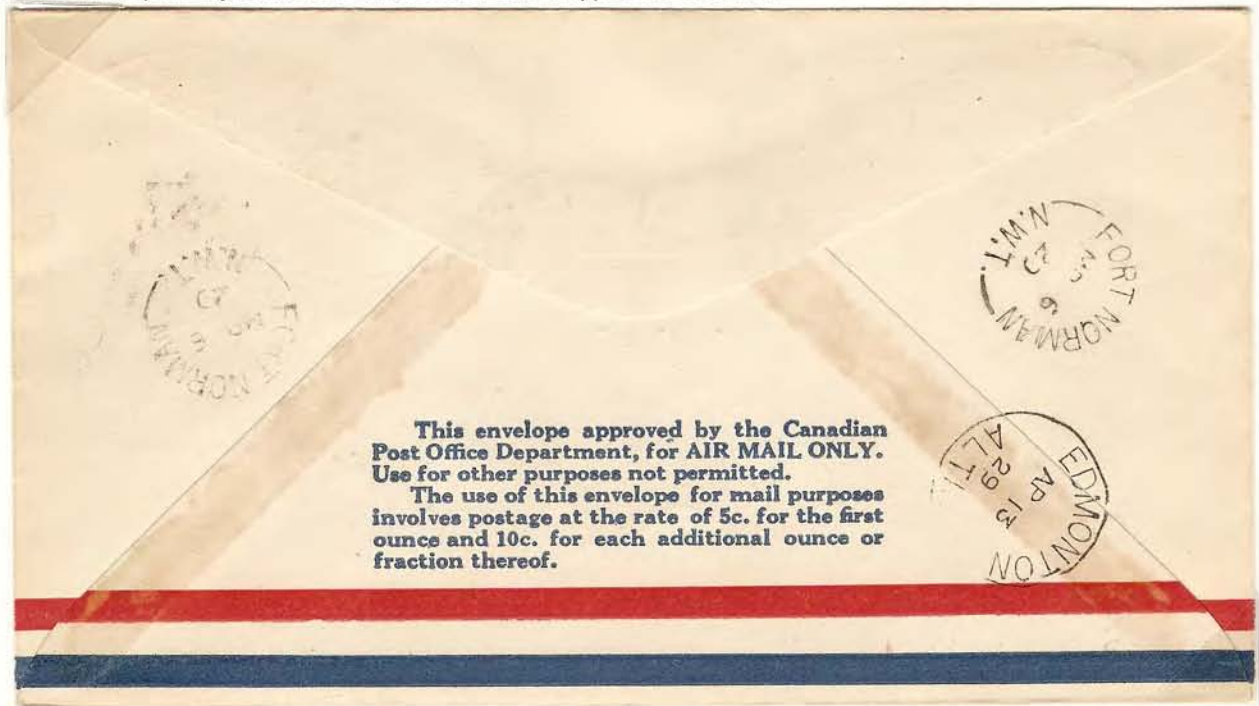 FORT NORMAN
N.W.T.
NORMAN
N.W.T.
This envelope approved by the Canadian
Post Office Department, for AIR MAIL ONLY.
Use for other purposes not permitted.
The use of this envelope for mail purposes
involves postage at the rate of 5c. for the first
ounce and 10c. for each additional ounce or
fraction thereof.
EDMONTON
AP 13
29